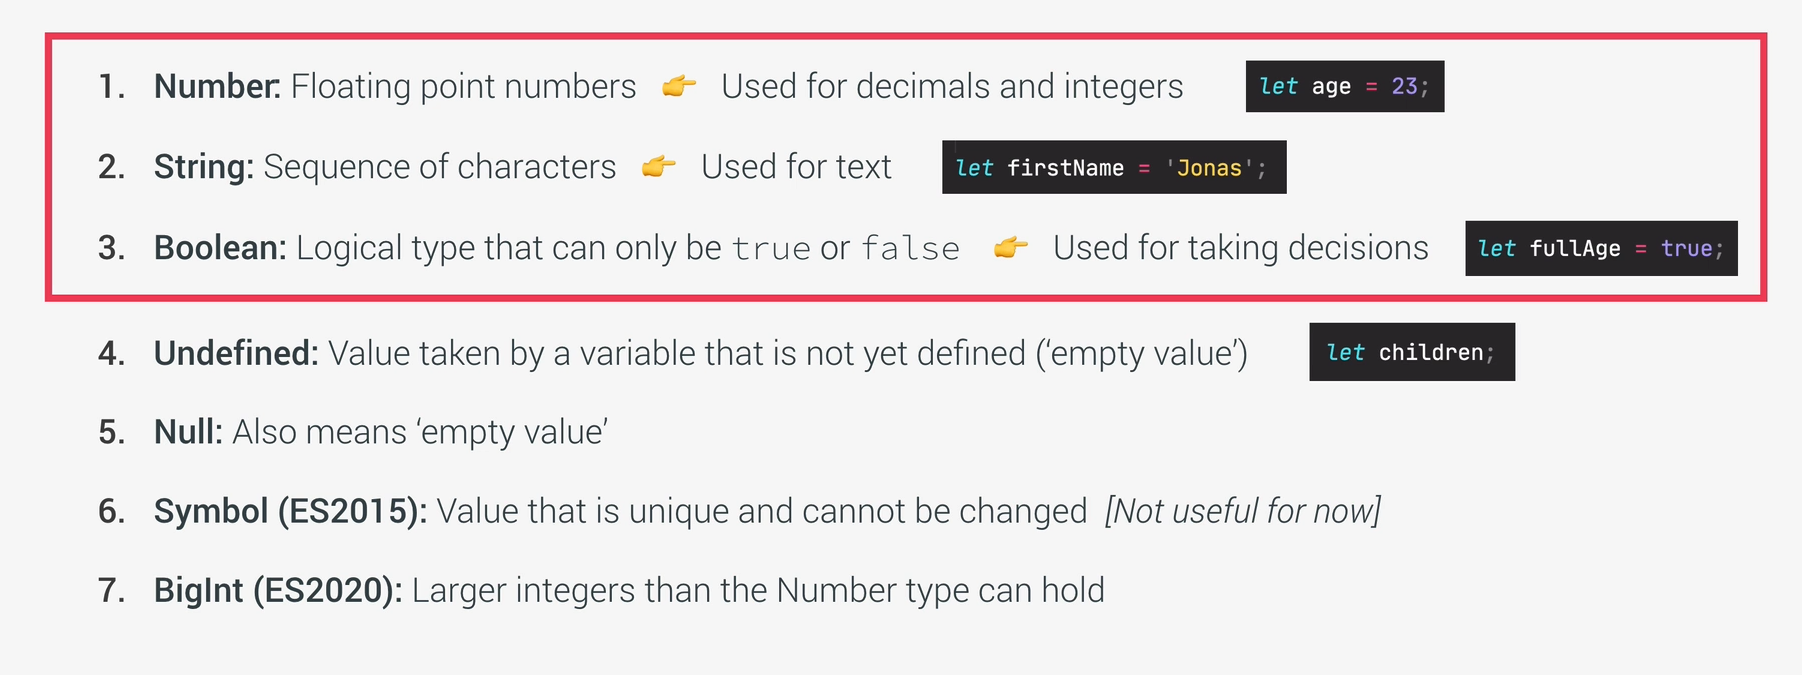 1. Number: Floating point numbers 👉 Used for decimals and integers let age = 23;
2. String: Sequence of characters 👉 Used for text let firstName = 'Jonas';
3. Boolean: Logical type that can only be true or false 👉 Used for taking decisions let fullAge = true;
4. Undefined: Value taken by a variable that is not yet defined (‘empty value’) let children;
5. Null: Also means ‘empty value’
6. Symbol (ES2015): Value that is unique and cannot be changed [Not useful for now]
7. BigInt (ES2020): Larger integers than the Number type can hold